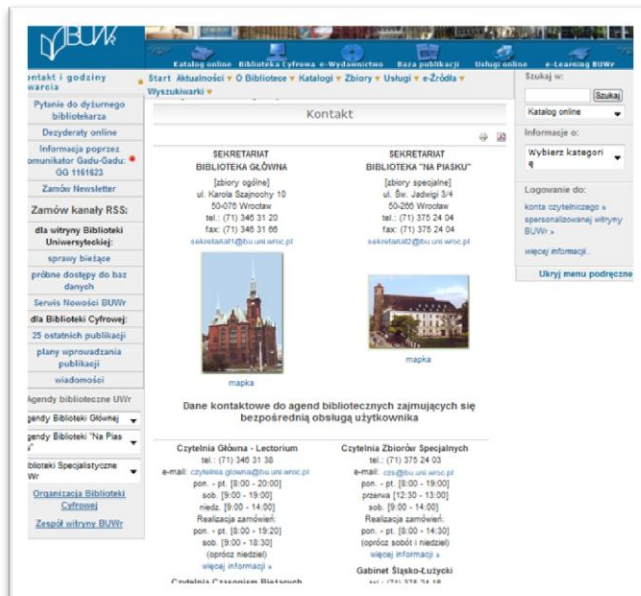 BUWr
Katalog online Biblioteka Cyfrowa e-Wydawnictwo Baza publikacji Usługi online e-Learning BUWr
ontakt i godziny
warcia
Pytanie do dyżurnego
bibliotekarza
Dezyderaty online
Informacja poprzez
omunikator Gadu-Gadu:
GG 1161623
Zamów Newsletter
Zamów kanały RSS:
dla witryny Biblioteki
Uniwersyteckiej:
sprawy bieżące
próbne dostępy do baz
danych
Serwis Nowości BUWr
dla Biblioteki Cyfrowej:
25 ostatnich publikacji
plany wprowadzania
publikacji
wiadomości
Agendy biblioteczne UWr
gendy Biblioteki Głównej
gendy Biblioteki "Na Pias
blioteki Specjalistyczne
Wr
Organizacja Biblioteki
Cyfrowej
Zespół witryny BUWr
Start Aktualności O Bibliotece Katalogi Zbiory Usługi e-Źródła
Wyszukiwarki
Kontakt
SEKRETARIAT
BIBLIOTEKA GŁÓWNA
[zbiory ogólne]
ul. Karola Szajnochy 10
50-076 Wrocław
tel.: (71) 346 31 20
fax: (71) 346 31 66
sekretariat1@bu.uni.wroc.pl
mapka
SEKRETARIAT
BIBLIOTEKA "NA PIASKU"
[zbiory specjalne]
ul. Św. Jadwigi 3/4
50-266 Wrocław
tel.: (71) 375 24 04
fax: (71) 375 24 04
sekretariat2@bu.uni.wroc.pl
mapka
Dane kontaktowe do agend bibliotecznych zajmujących się
bezpośrednią obsługą użytkownika
Czytelnia Główna - Lectorium
tel.: (71) 346 31 38
e-mail: czytelnia.glowna@bu.uni.wroc.pl
pon. - pt. [8:00 - 20:00]
sob. [9:00 - 19:00]
niedz. [9:00 - 14:00]
Realizacja zamówień:
pon. - pt. [8:00 - 19:20]
sob. [9:00 - 18:30]
(oprócz niedziel)
więcej informacji »
Czytelnia Czasopism Bieżących
Czytelnia Zbiorów Specjalnych
tel.: (71) 375 24 03
e-mail: czs@bu.uni.wroc.pl
pon. - pt. [8:00 - 15:00]
przerwa [12:30 - 13:00]
sob. [9:00 - 14:00]
Realizacja zamówień:
pon. - pt. [8:00 - 14:30]
(oprócz sobót i niedziel)
więcej informacji »
Gabinet Śląsko-Łużycki
Szukaj w:
Szukaj
Katalog online
Informacje o:
Wybierz kategori
ę
Logowanie do:
konta czytelniczego »
spersonalizowanej witryny
BUWr »
więcej informacji..
Ukryj menu podręczne